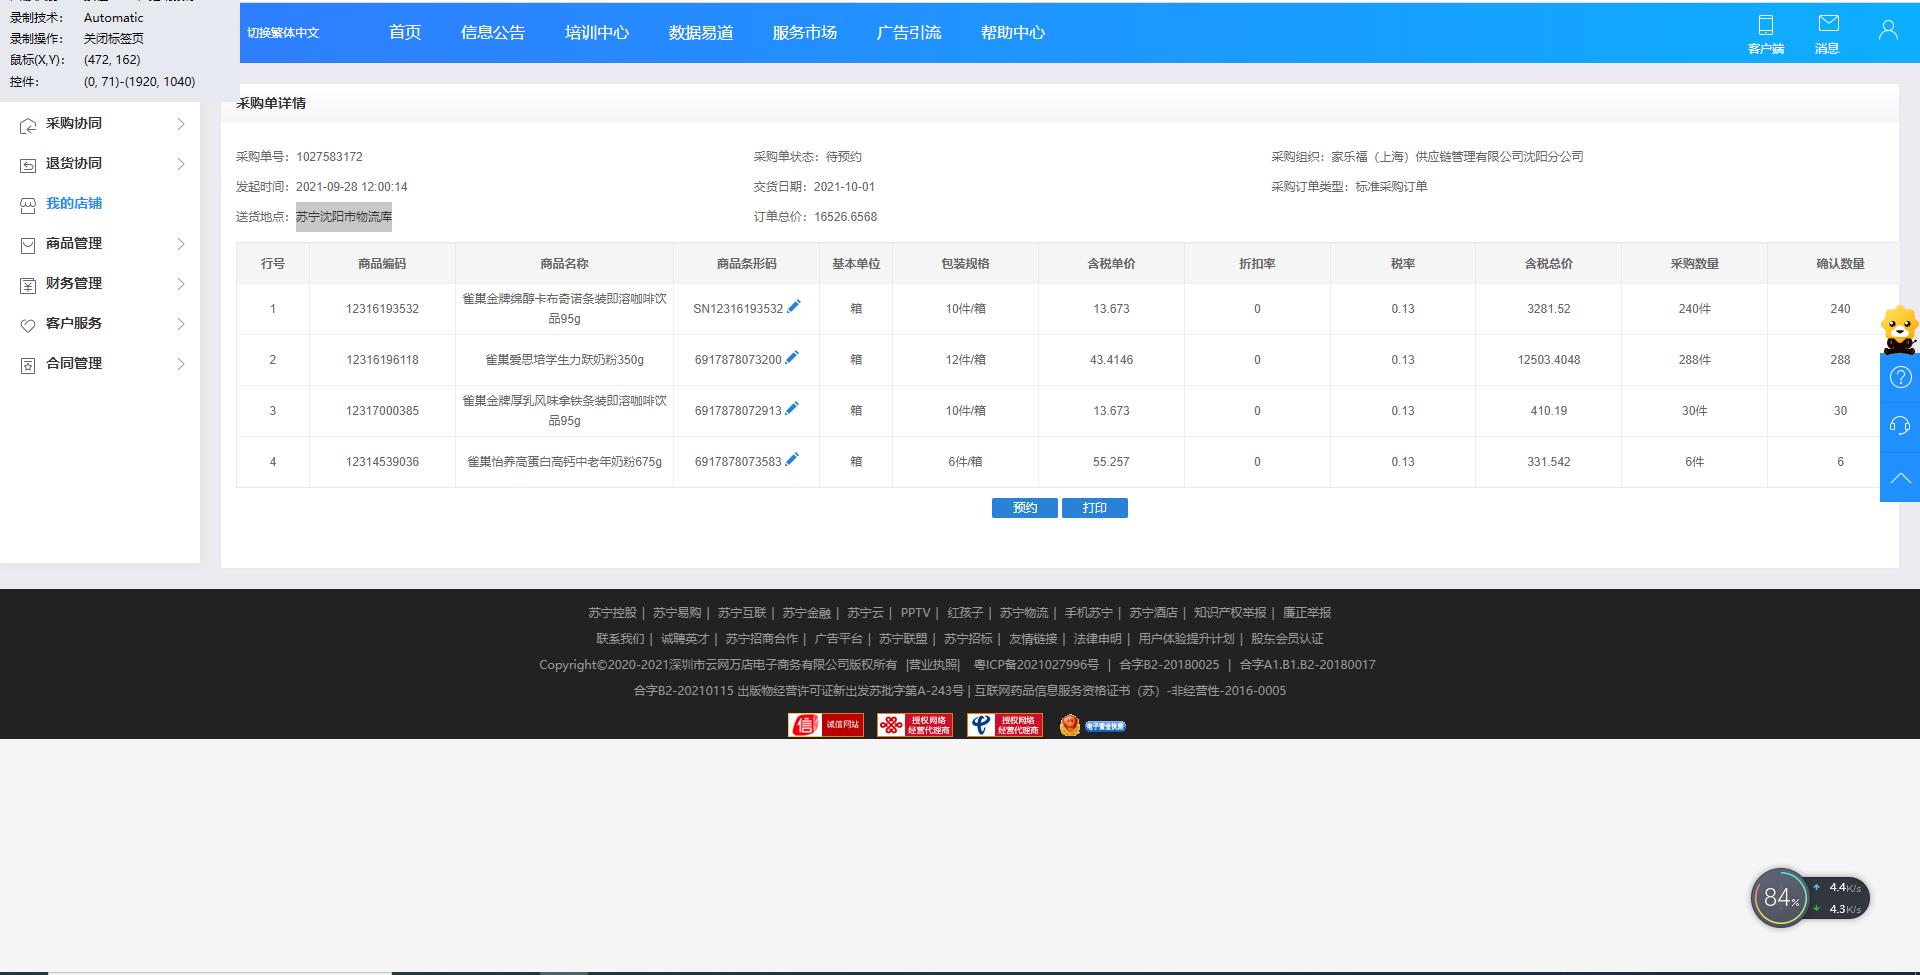 录制技术： Automatic
录制操作： 关闭标签页
鼠标(X,Y)： (472, 162)
控件： (0, 71)-(1920, 1040)
切换繁体中文 首页 信息公告 培训中心 数据易道 服务市场 广告引流 帮助中心 客户端 消息
采购协同
退货协同
我的店铺
商品管理
财务管理
客户服务
合同管理
采购单详情
采购单号：1027583172 采购单状态：待预约 采购组织：家乐福（上海）供应链管理有限公司沈阳分公司
发起时间：2021-09-28 12:00:14 交货日期：2021-10-01 采购订单类型：标准采购订单
送货地点：苏宁沈阳市物流库 订单总价：16526.6568
行号 商品编码 商品名称 商品条形码 基本单位 包装规格 含税单价 折扣率 税率 含税总价 采购数量 确认数量
1 12316193532 雀巢金牌绵醇卡布奇诺条装即溶咖啡饮品95g SN12316193532 箱 10件/箱 13.673 0 0.13 3281.52 240件 240
2 12316196118 雀巢爱思培学生力跃奶粉350g 6917878073200 箱 12件/箱 43.4146 0 0.13 12503.4048 288件 288
3 12317000385 雀巢金牌厚乳风味拿铁条装即溶咖啡饮品95g 6917878072913 箱 10件/箱 13.673 0 0.13 410.19 30件 30
4 12314539036 雀巢怡养高蛋白高钙中老年奶粉675g 6917878073583 箱 6件/箱 55.257 0 0.13 331.542 6件 6
预约 打印
苏宁控股 | 苏宁易购 | 苏宁互联 | 苏宁金融 | 苏宁云 | PPTV | 红孩子 | 苏宁物流 | 手机苏宁 | 苏宁酒店 | 知识产权举报 | 廉正举报
联系我们 | 诚聘英才 | 苏宁招商合作 | 广告平台 | 苏宁联盟 | 苏宁招标 | 友情链接 | 法律申明 | 用户体验提升计划 | 股东会员认证
Copyright©2020-2021深圳市云网万店电子商务有限公司版权所有 |营业执照| 粤ICP备2021027996号 | 合字B2-20180025 | 合字A1.B1.B2-20180017
合字B2-20210115 出版物经营许可证新出发苏批字第A-243号 | 互联网药品信息服务资格证书（苏）-非经营性-2016-0005
信 诚信网站 授权网络经营代理商 授权网络经营代理商 电子营业执照
84% 4.4K/s
4.3K/s